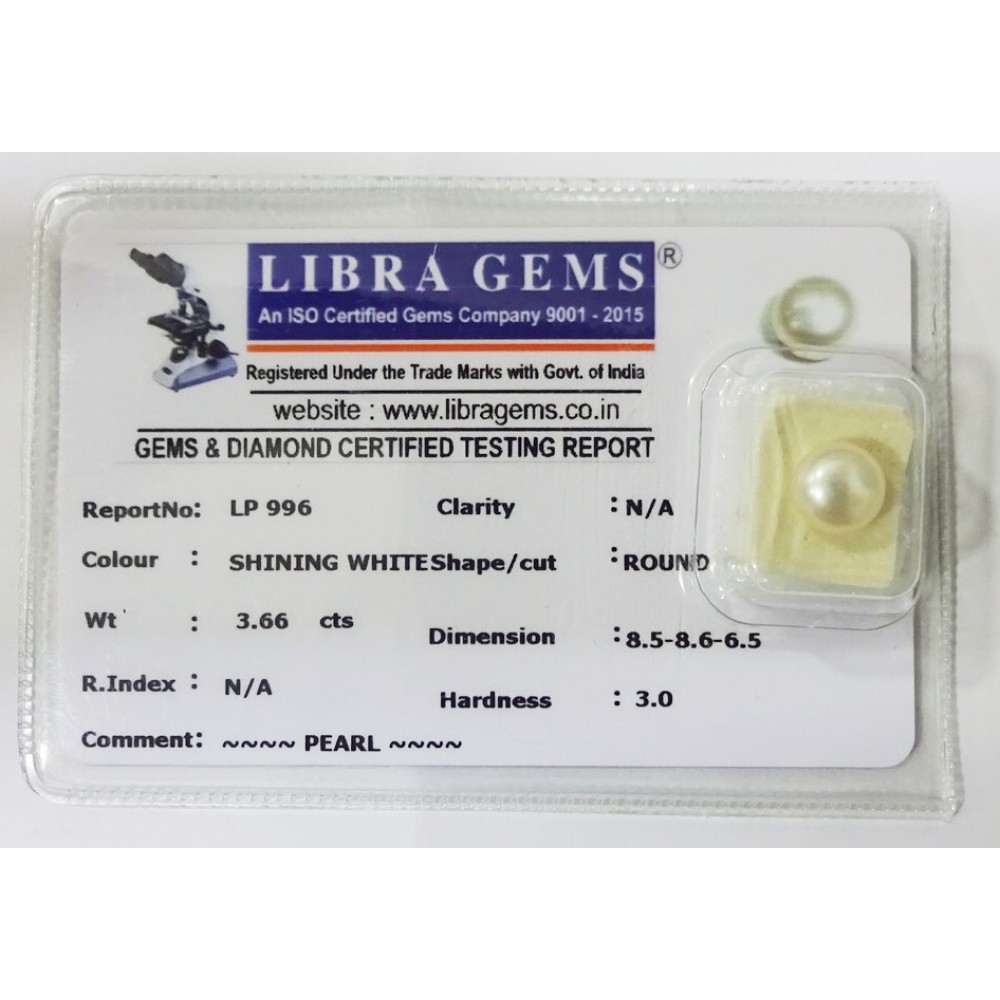 LIBRA GEMS ®
An ISO Certified Gems Company 9001 - 2015
Registered Under the Trade Marks with Govt. of India
website : www.libragems.co.in
GEMS & DIAMOND CERTIFIED TESTING REPORT
ReportNo: LP 996 Clarity : N/A
Colour : SHINING WHITE Shape/cut : ROUND
Wt : 3.66 cts Dimension : 8.5-8.6-6.5
R.Index : N/A Hardness : 3.0
Comment: ~~~~ PEARL ~~~~